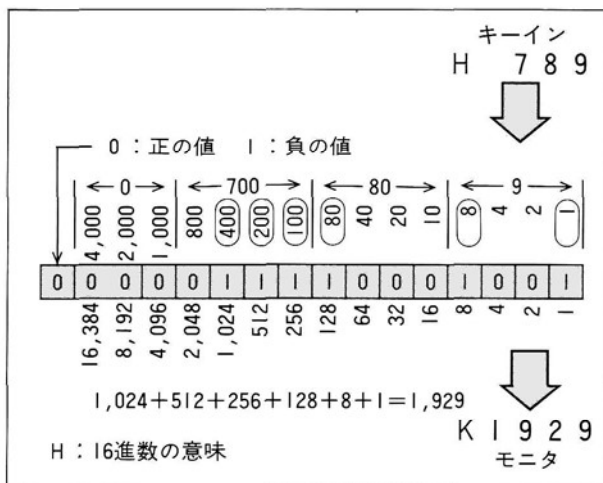 キーイン
H 789
0：正の値 1：負の値
0 700 80 9
4,000 2,000 1,000 800 400 200 100 80 40 20 10 8 4 2 1
0 0 0 0 0 1 1 1 1 0 0 0 1 0 0 1
16,384 8,192 4,096 2,048 1,024 512 256 128 64 32 16 8 4 2 1
1,024+512+256+128+8+1=1,929
K1929
H：16進数の意味
モニタ